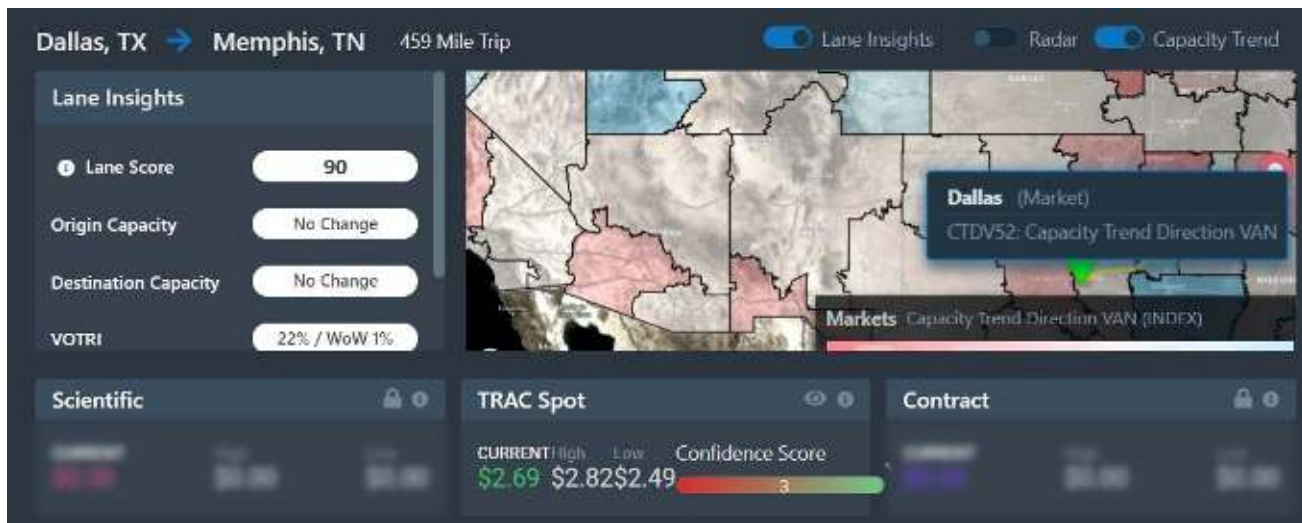 Dallas, TX → Memphis, TN 459 Mile Trip
Lane Insights Radar Capacity Trend
Lane Insights
Lane Score 90
Origin Capacity No Change
Destination Capacity No Change
VOTRI 22% / WoW 1%
Dallas (Market)
CTDV52: Capacity Trend Direction VAN
Markets Capacity Trend Direction VAN (INDEX)
Scientific
TRAC Spot
CURRENT High Low Confidence Score
$2.69 $2.82 $2.49 3
Contract